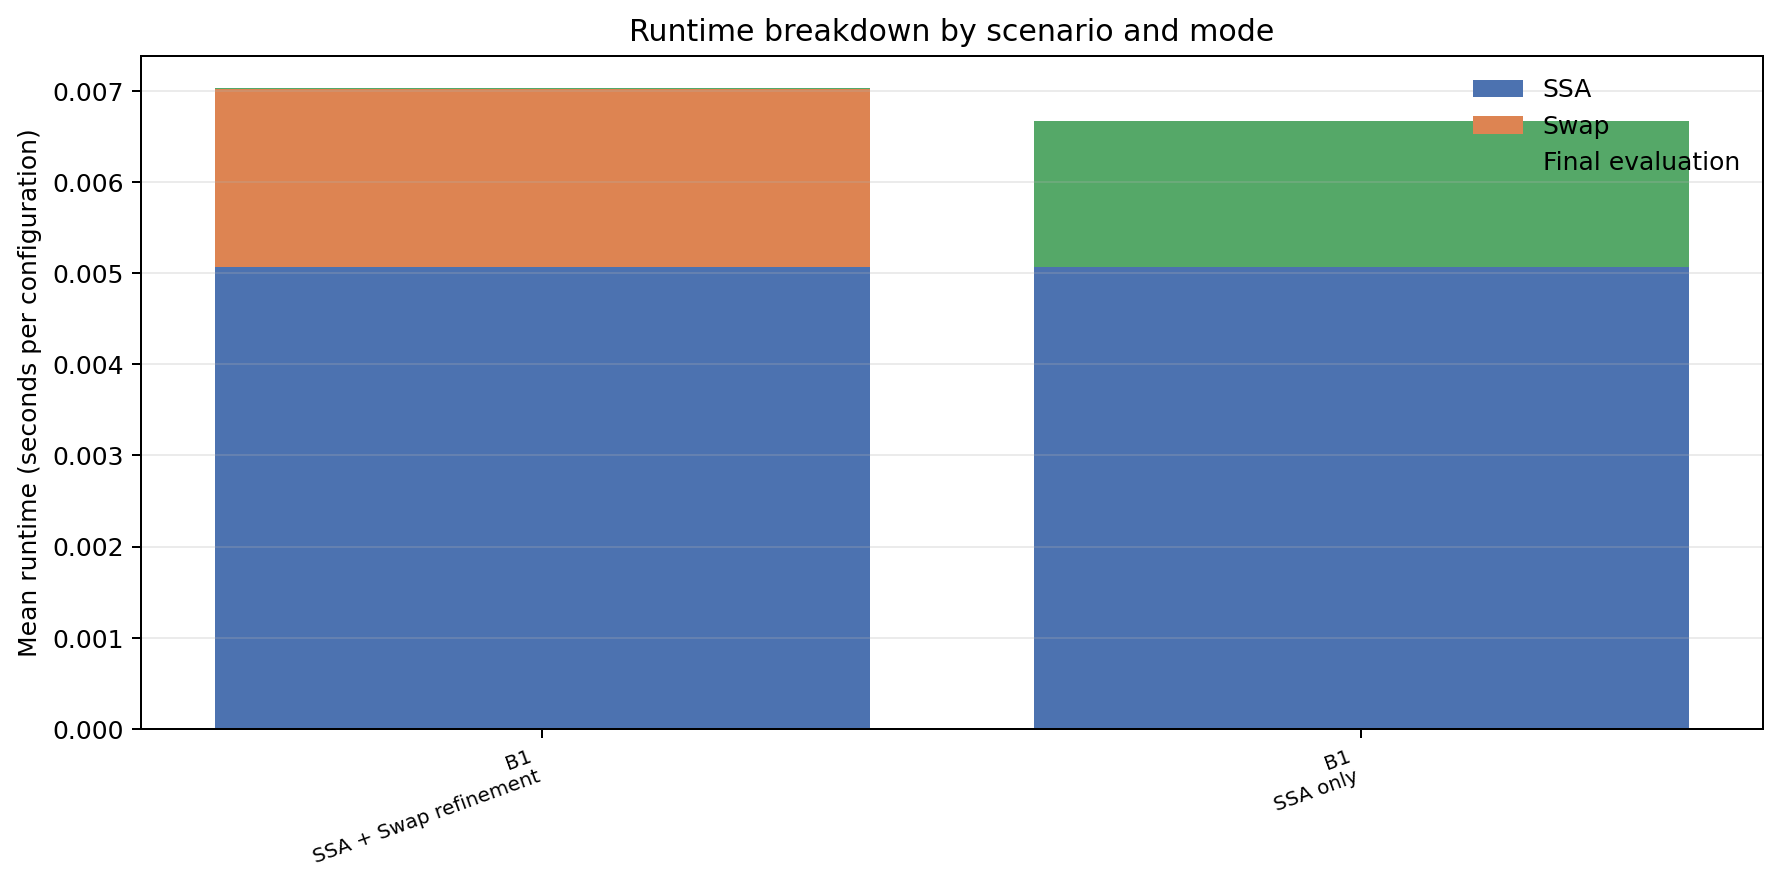 Runtime breakdown by scenario and mode
Mean runtime (seconds per configuration)
0.007
0.006
0.005
0.004
0.003
0.002
0.001
0.000
SSA
Swap
Final evaluation
B1
SSA + Swap refinement
B1
SSA only